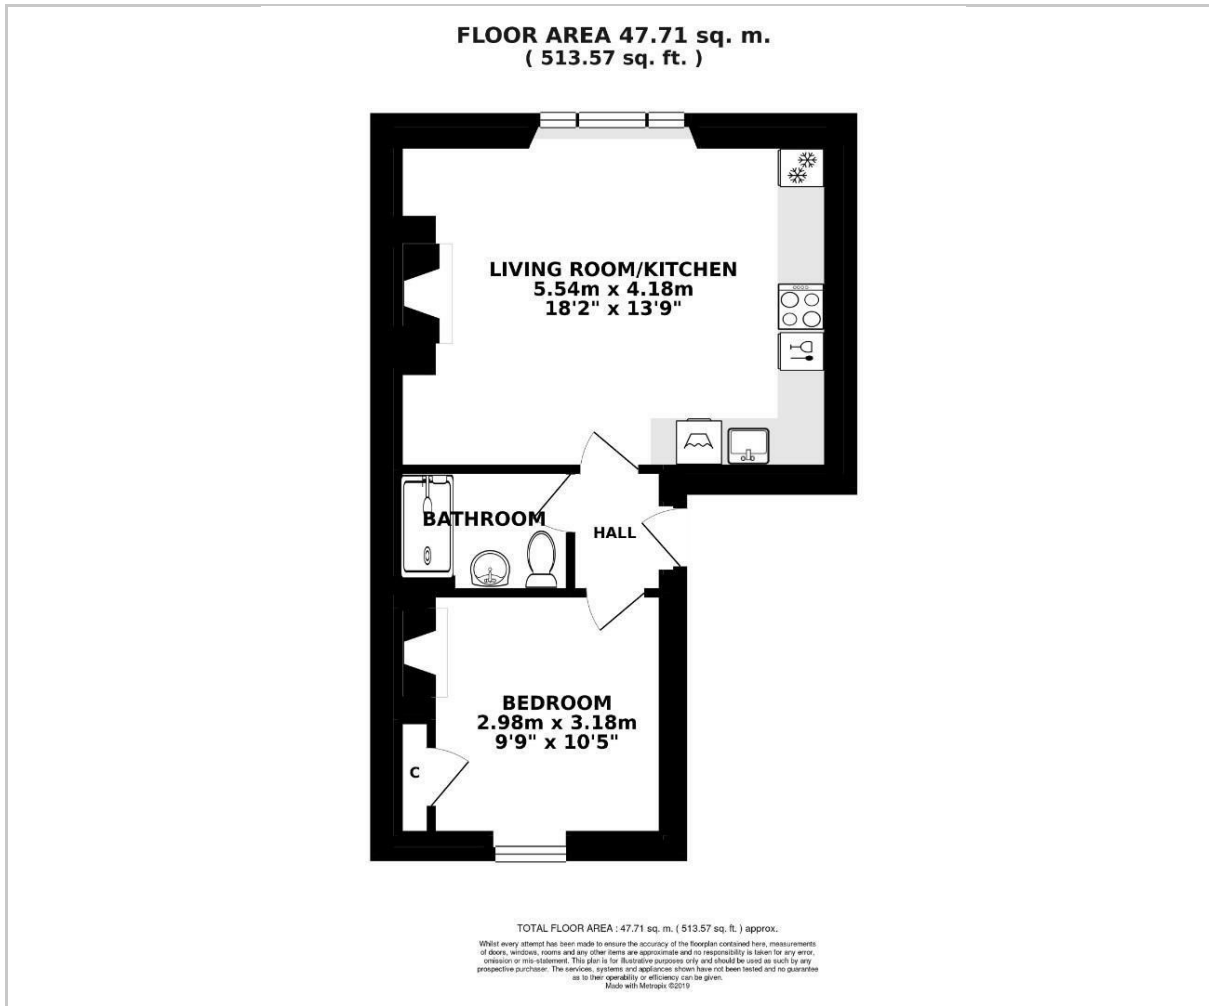 FLOOR AREA 47.71 sq. m.
( 513.57 sq. ft. )
LIVING ROOM/KITCHEN
5.54m x 4.18m
18'2" x 13'9"
BATHROOM
HALL
BEDROOM
2.98m x 3.18m
9'9" x 10'5"
C
TOTAL FLOOR AREA : 47.71 sq. m. ( 513.57 sq. ft. ) approx.
Whilst every attempt has been made to ensure the accuracy of the floorplan contained here, measurements
of doors, windows, rooms and any other items are approximate and no responsibility is taken for any error,
omission or mis-statement. This plan is for illustrative purposes only and should be used as such by any
prospective purchaser. The services, systems and appliances shown have not been tested and no guarantee
as to their operability or efficiency can be given.
Made with Metropix ©2019